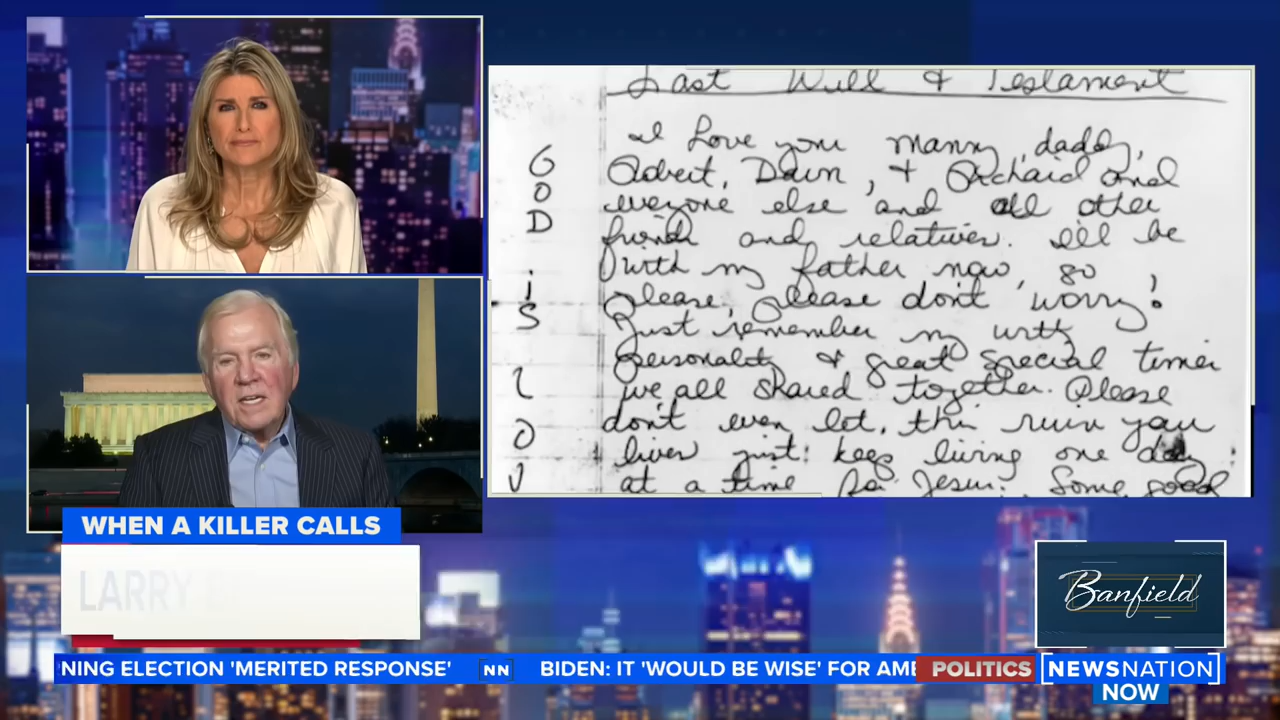 Last Will & Testament
I Love you mammy, daddy,
Robert, Dawn, & Richard and
everyone else and all other
friends and relatives. I'll be
with my father now, so
please, please don't worry!
Just remember my witty
personality & great special times
we all shared together. Please
don't ever let this ruin your
lives just keep living one day
at a time for Jesus. Some good
G
O
D
i
S
L
O
V
WHEN A KILLER CALLS
LARRY
Banfield
NING ELECTION 'MERITED RESPONSE'
NN
BIDEN: IT 'WOULD BE WISE' FOR AME
POLITICS
NEWSNATION
NOW